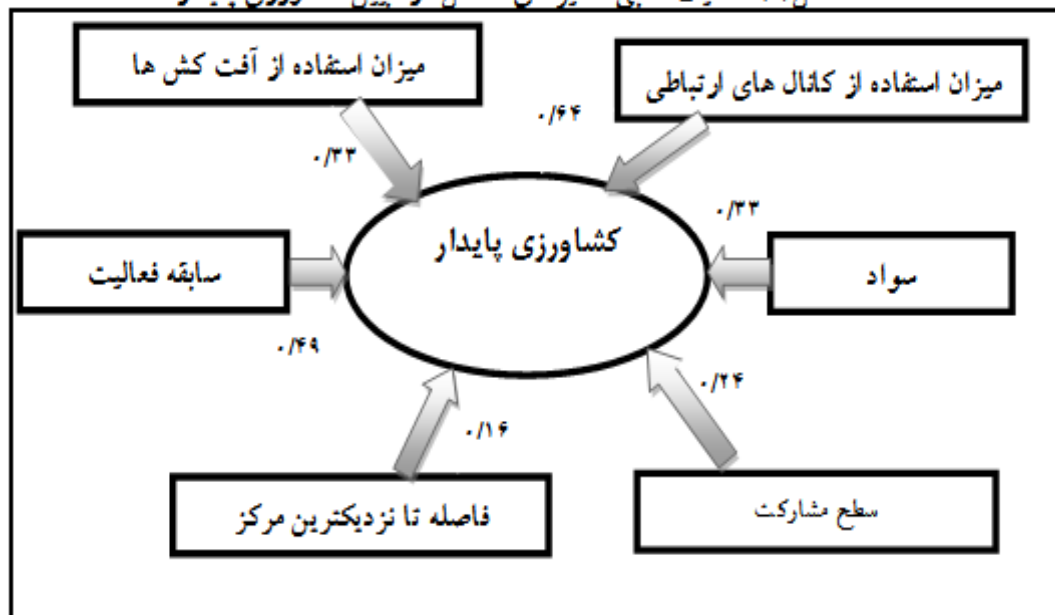 میزان استفاده از کانال های ارتباطی
میزان استفاده از آفت کش ها
۰/۶۴
۰/۳۳
۰/۳۳
کشاورزی پایدار
سواد
سابقه فعالیت
۰/۴۹
۰/۲۴
۰/۱۶
سطح مشارکت
فاصله تا نزدیکترین مرکز